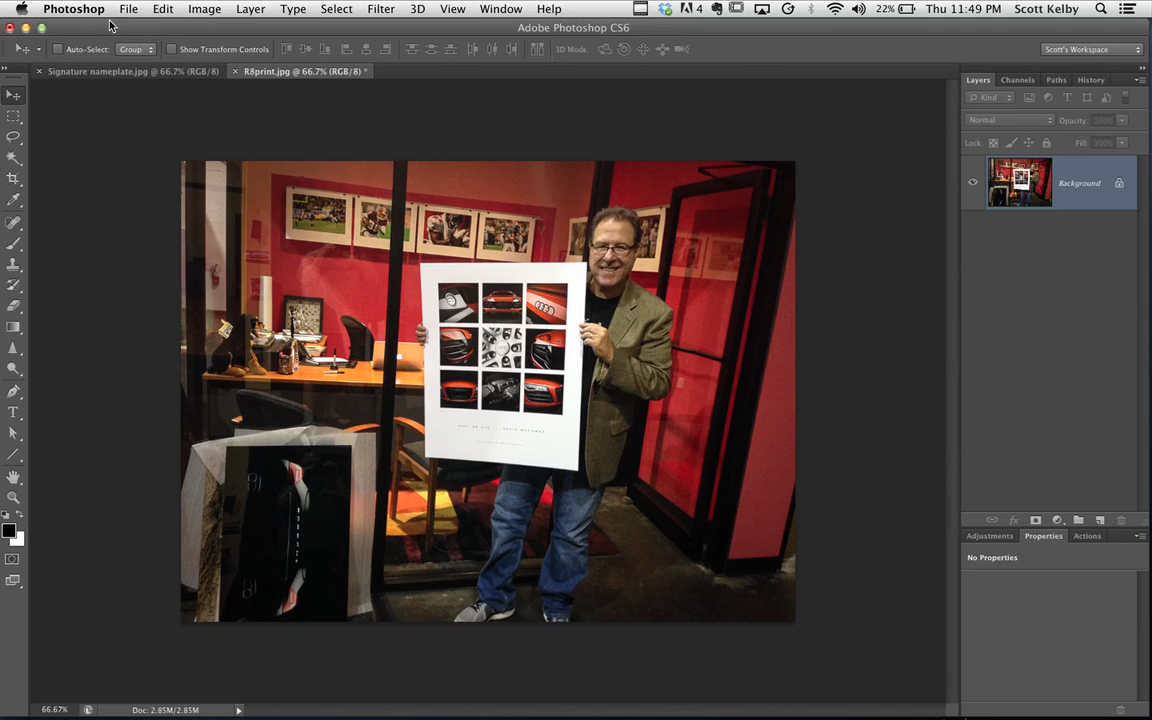 Photoshop File Edit Image Layer Type Select Filter 3D View Window Help 4 22% Thu 11:49 PM Scott Kelby
Adobe Photoshop CS6
Auto-Select: Group Show Transform Controls 3D Mode: Scott's Workspace
Signature nameplate.jpg @ 66.7% (RGB/8) R8print.jpg @ 66.7% (RGB/8) *
Layers Channels Paths History
Kind
Normal Opacity: 100%
Lock: Fill: 100%
Background
Adjustments Properties Actions
No Properties
66.67% Doc: 2.85M/2.85M